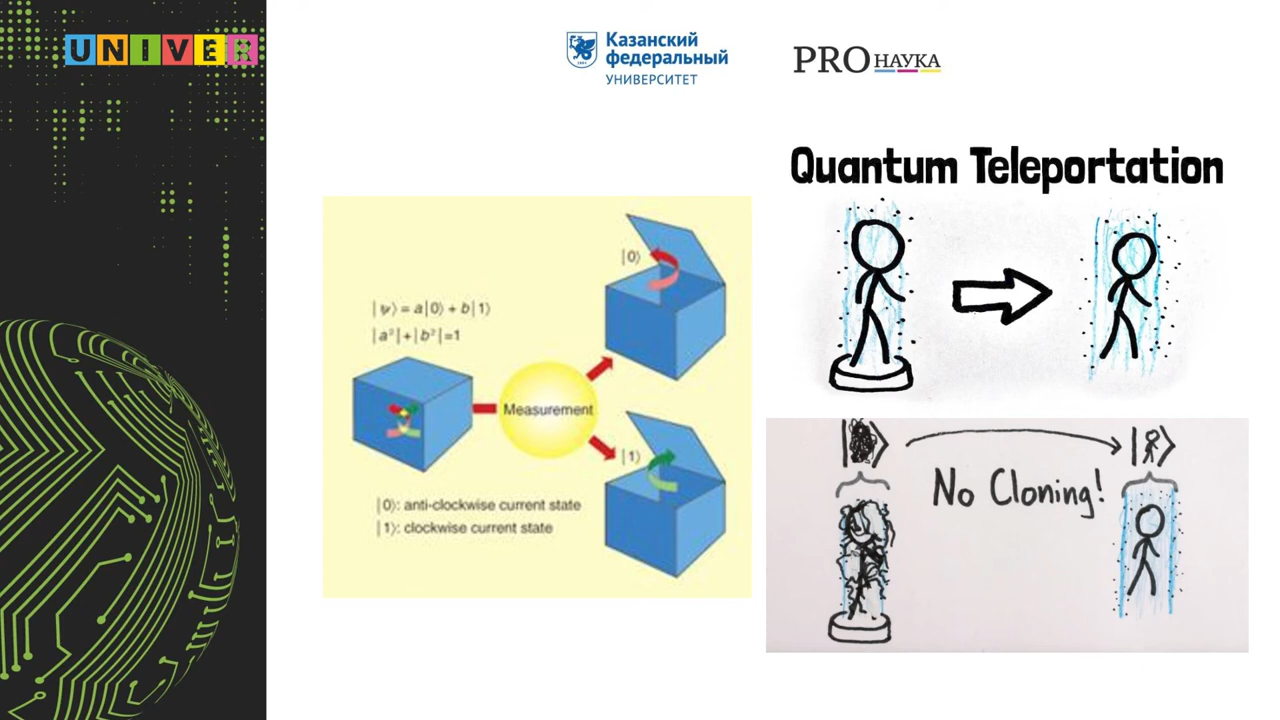 UNIVER
Казанский
федеральный
УНИВЕРСИТЕТ
PRO НАУКА
Quantum Teleportation
|ψ⟩ = a|0⟩ + b|1⟩
|a²|+|b²|=1
|0⟩
Measurement
|1⟩
|0⟩: anti-clockwise current state
|1⟩: clockwise current state
No Cloning!